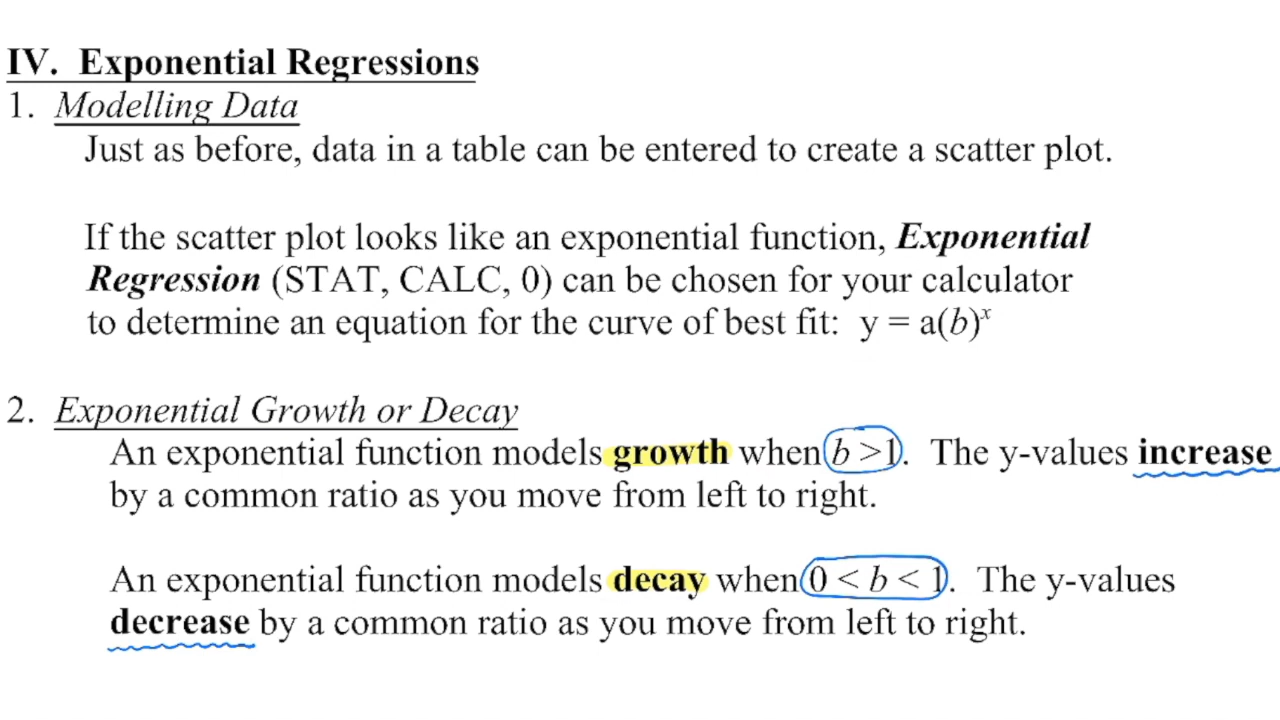 IV. Exponential Regressions
1. Modelling Data
Just as before, data in a table can be entered to create a scatter plot.
If the scatter plot looks like an exponential function, Exponential
Regression (STAT, CALC, 0) can be chosen for your calculator
to determine an equation for the curve of best fit: y = a(b)ˣ
2. Exponential Growth or Decay
An exponential function models growth when b >1. The y-values increase
by a common ratio as you move from left to right.
An exponential function models decay when 0 < b < 1. The y-values
decrease by a common ratio as you move from left to right.